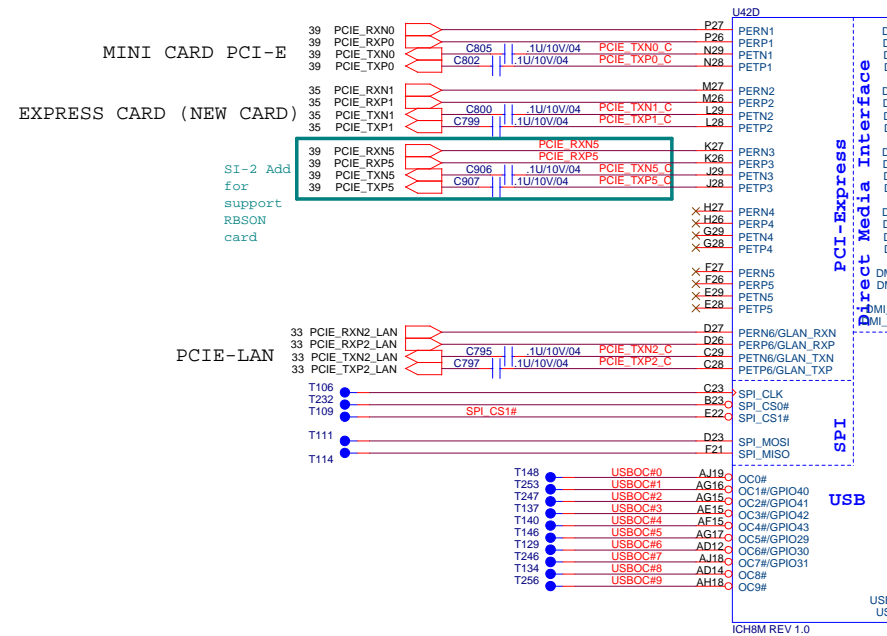 U42D
MINI CARD PCI-E
39 PCIE_RXN0 P27 PERN1
39 PCIE_RXP0 P26 PERP1
39 PCIE_TXN0 C805 .1U/10V/04 PCIE_TXN0_C N29 PETN1
39 PCIE_TXP0 C802 .1U/10V/04 PCIE_TXP0_C N28 PETP1
EXPRESS CARD (NEW CARD)
35 PCIE_RXN1 M27 PERN2
35 PCIE_RXP1 M26 PERP2
35 PCIE_TXN1 C800 .1U/10V/04 PCIE_TXN1_C L29 PETN2
35 PCIE_TXP1 C799 .1U/10V/04 PCIE_TXP1_C L28 PETP2
39 PCIE_RXN5 PCIE_RXN5 K27 PERN3
39 PCIE_RXP5 PCIE_RXP5 K26 PERP3
39 PCIE_TXN5 C906 .1U/10V/04 PCIE_TXN5_C J29 PETN3
39 PCIE_TXP5 C907 .1U/10V/04 PCIE_TXP5_C J28 PETP3
SI-2 Add
for
support
RBSON
card
H27 PERN4
H26 PERP4
G29 PETN4
G28 PETP4
F27 PERN5
F26 PERP5
E29 PETN5
E28 PETP5
PCI-Express
Direct Media Interface
PCIE-LAN
33 PCIE_RXN2_LAN D27 PERN6/GLAN_RXN
33 PCIE_RXP2_LAN D26 PERP6/GLAN_RXP
33 PCIE_TXN2_LAN C795 .1U/10V/04 PCIE_TXN2_C C29 PETN6/GLAN_TXN
33 PCIE_TXP2_LAN C797 .1U/10V/04 PCIE_TXP2_C C28 PETP6/GLAN_TXP
T106 C23 SPI_CLK
T232 B23 SPI_CS0#
T109 SPI_CS1# E22 SPI_CS1#
T111 D23 SPI_MOSI
T114 F21 SPI_MISO
SPI
T148 USBOC#0 AJ19 OC0#
T253 USBOC#1 AG16 OC1#/GPIO40
T247 USBOC#2 AG15 OC2#/GPIO41
T137 USBOC#3 AE15 OC3#/GPIO42
T140 USBOC#4 AF15 OC4#/GPIO43
T146 USBOC#5 AG17 OC5#/GPIO29
T129 USBOC#6 AD12 OC6#/GPIO30
T246 USBOC#7 AJ18 OC7#/GPIO31
T134 USBOC#8 AD14 OC8#
T256 USBOC#9 AH18 OC9#
USB
ICH8M REV 1.0